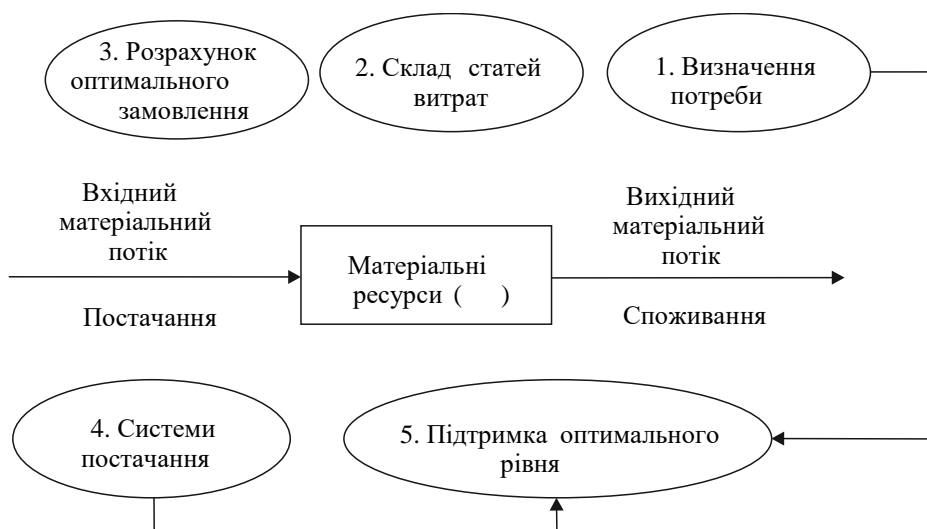 3. Розрахунок
оптимального
замовлення
2. Склад статей
витрат
1. Визначення
потреби
Вхідний
матеріальний
потік
Вихідний
матеріальний
потік
Матеріальні
ресурси ( )
Постачання
Споживання
4. Системи
постачання
5. Підтримка оптимального
рівня